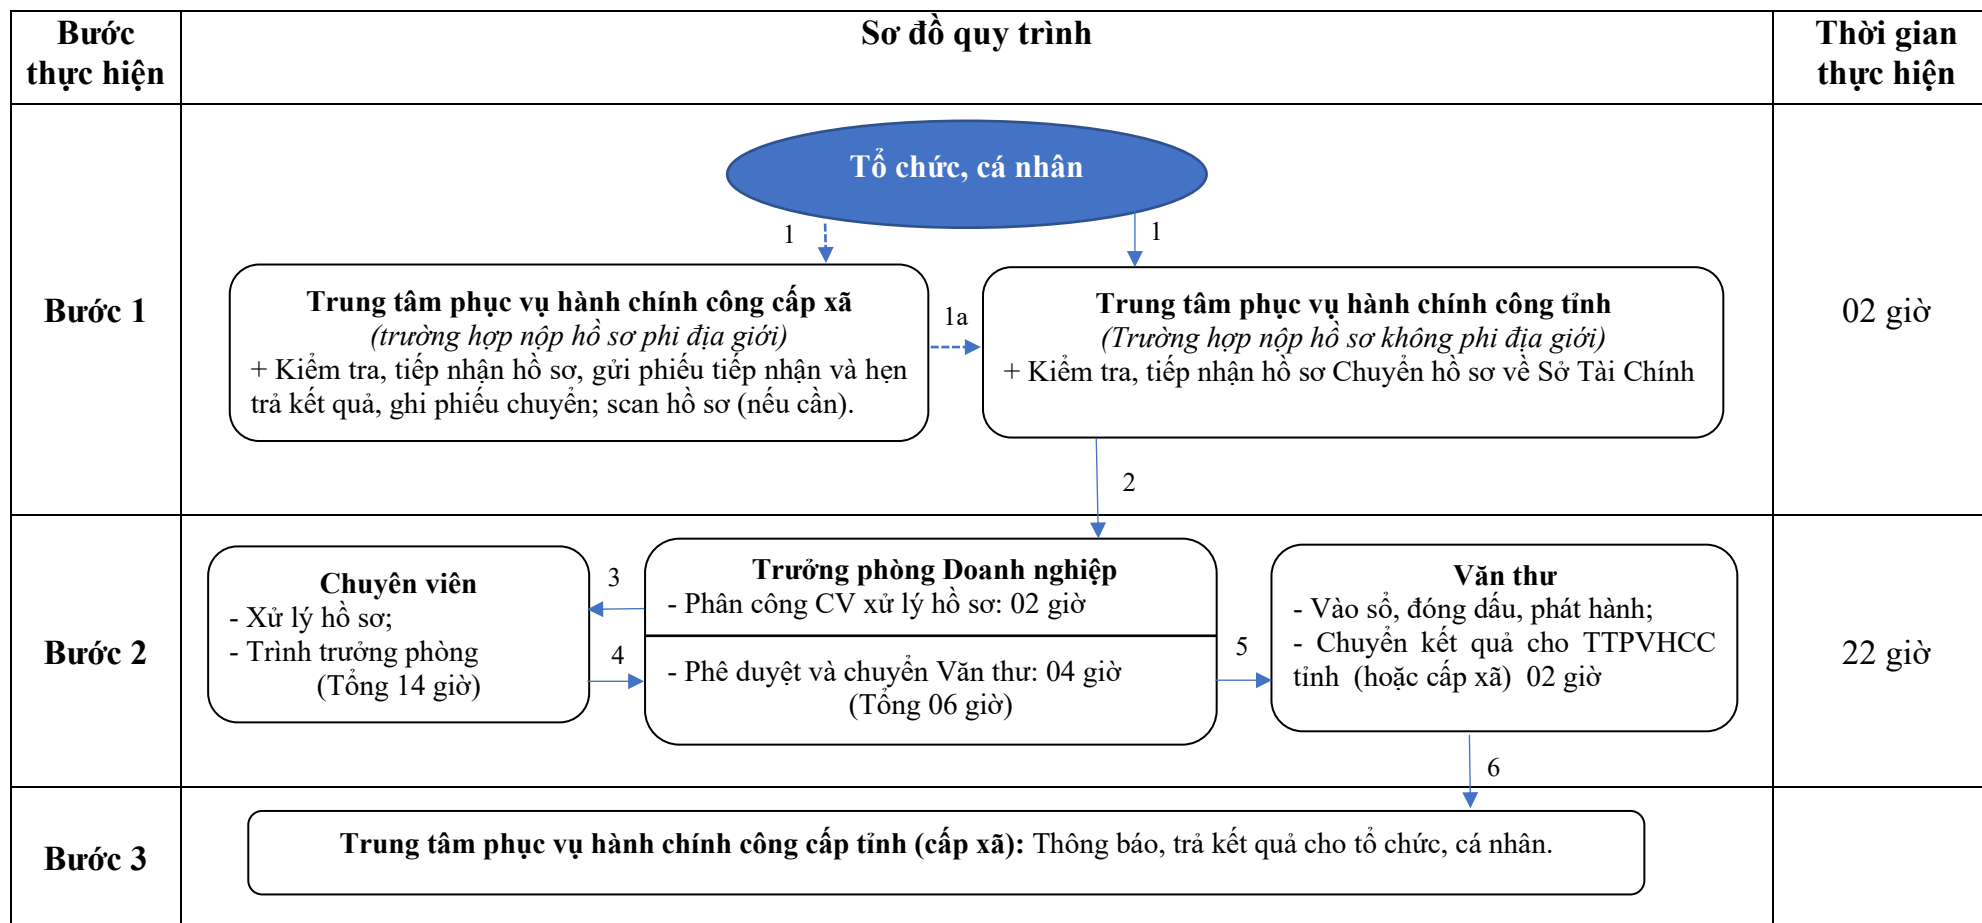 Bước
thực hiện
Sơ đồ quy trình
Thời gian
thực hiện
Bước 1
Tổ chức, cá nhân
1
1
Trung tâm phục vụ hành chính công cấp xã
(trường hợp nộp hồ sơ phi địa giới)
+ Kiểm tra, tiếp nhận hồ sơ, gửi phiếu tiếp nhận và hẹn
trả kết quả, ghi phiếu chuyển; scan hồ sơ (nếu cần).
1a
Trung tâm phục vụ hành chính công tỉnh
(Trường hợp nộp hồ sơ không phi địa giới)
+ Kiểm tra, tiếp nhận hồ sơ Chuyển hồ sơ về Sở Tài Chính
02 giờ
2
Bước 2
Chuyên viên
- Xử lý hồ sơ;
- Trình trưởng phòng
(Tổng 14 giờ)
3
4
Trưởng phòng Doanh nghiệp
- Phân công CV xử lý hồ sơ: 02 giờ
- Phê duyệt và chuyển Văn thư: 04 giờ
(Tổng 06 giờ)
5
Văn thư
- Vào sổ, đóng dấu, phát hành;
- Chuyển kết quả cho TTPVHCC
tỉnh (hoặc cấp xã) 02 giờ
22 giờ
6
Bước 3
Trung tâm phục vụ hành chính công cấp tỉnh (cấp xã): Thông báo, trả kết quả cho tổ chức, cá nhân.